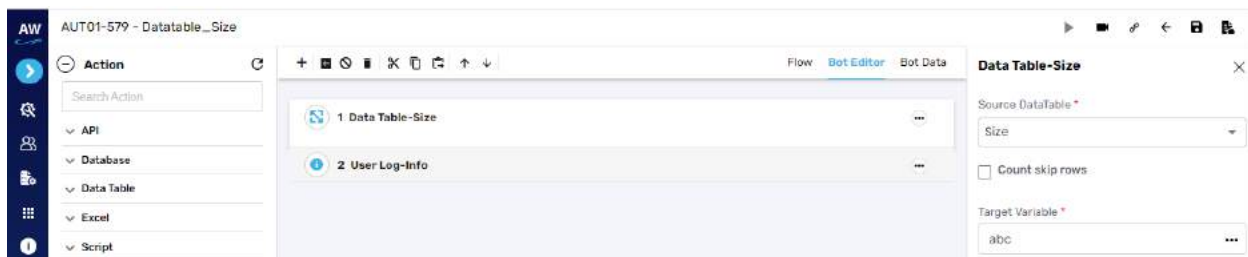 AW
AUT01-579 - Datatable_Size
Action
Search Action
API
Database
Data Table
Excel
Script
Flow Bot Editor Bot Data
1 Data Table-Size
2 User Log-Info
Data Table-Size
Source DataTable *
Size
Count skip rows
Target Variable *
abc